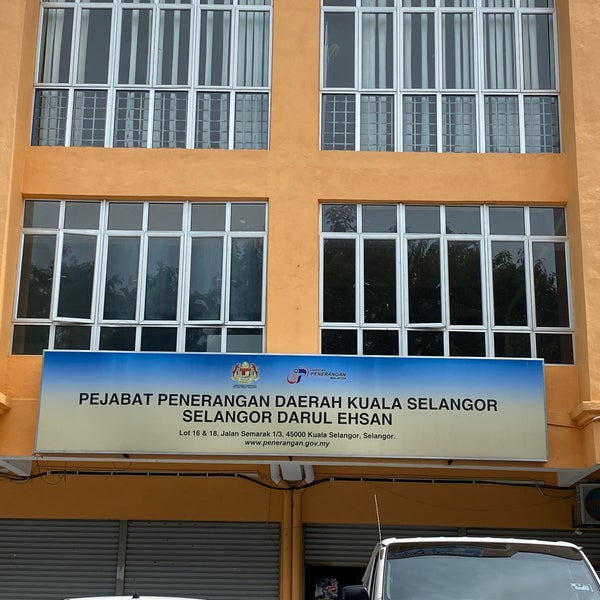 PENERANGAN
PEJABAT PENERANGAN DAERAH KUALA SELANGOR
SELANGOR DARUL EHSAN
Lot 16 & 18, Jalan Semarak 1/3, 45000 Kuala Selangor, Selangor.
www.penerangan.gov.my